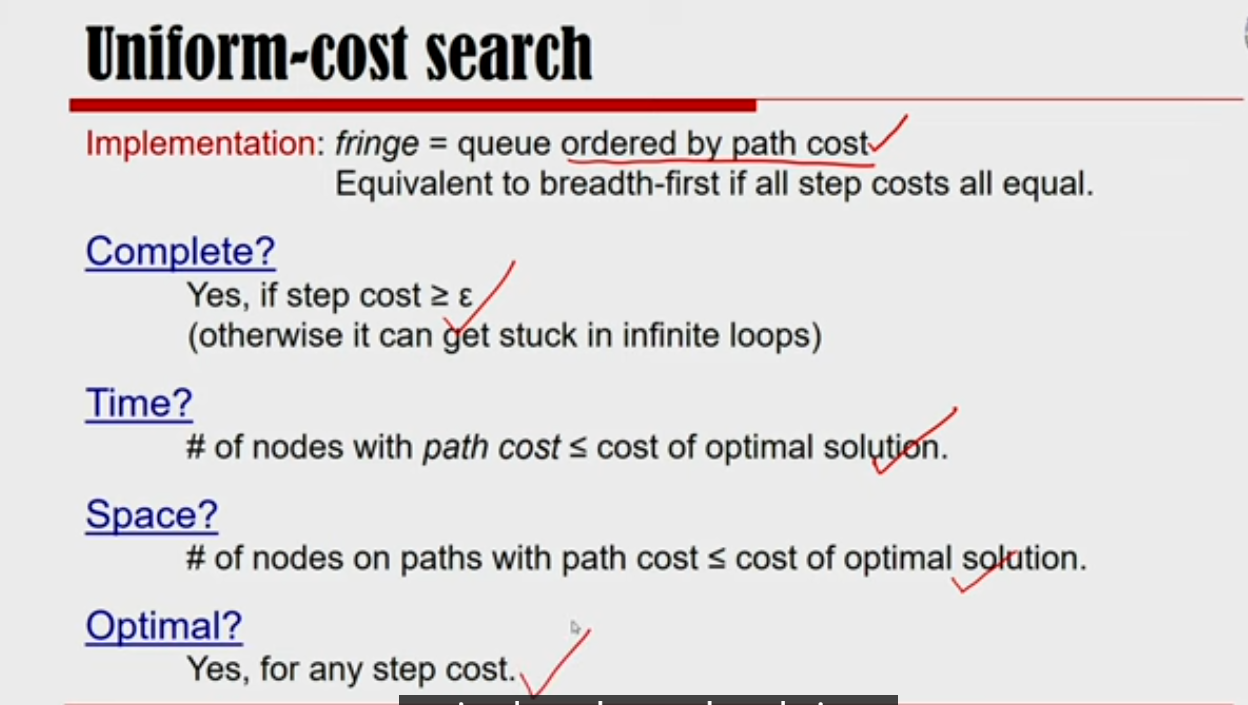 Uniform-cost search
Implementation: fringe = queue ordered by path cost
Equivalent to breadth-first if all step costs all equal.
Complete?
Yes, if step cost ≥ ε
(otherwise it can get stuck in infinite loops)
Time?
# of nodes with path cost ≤ cost of optimal solution.
Space?
# of nodes on paths with path cost ≤ cost of optimal solution.
Optimal?
Yes, for any step cost.